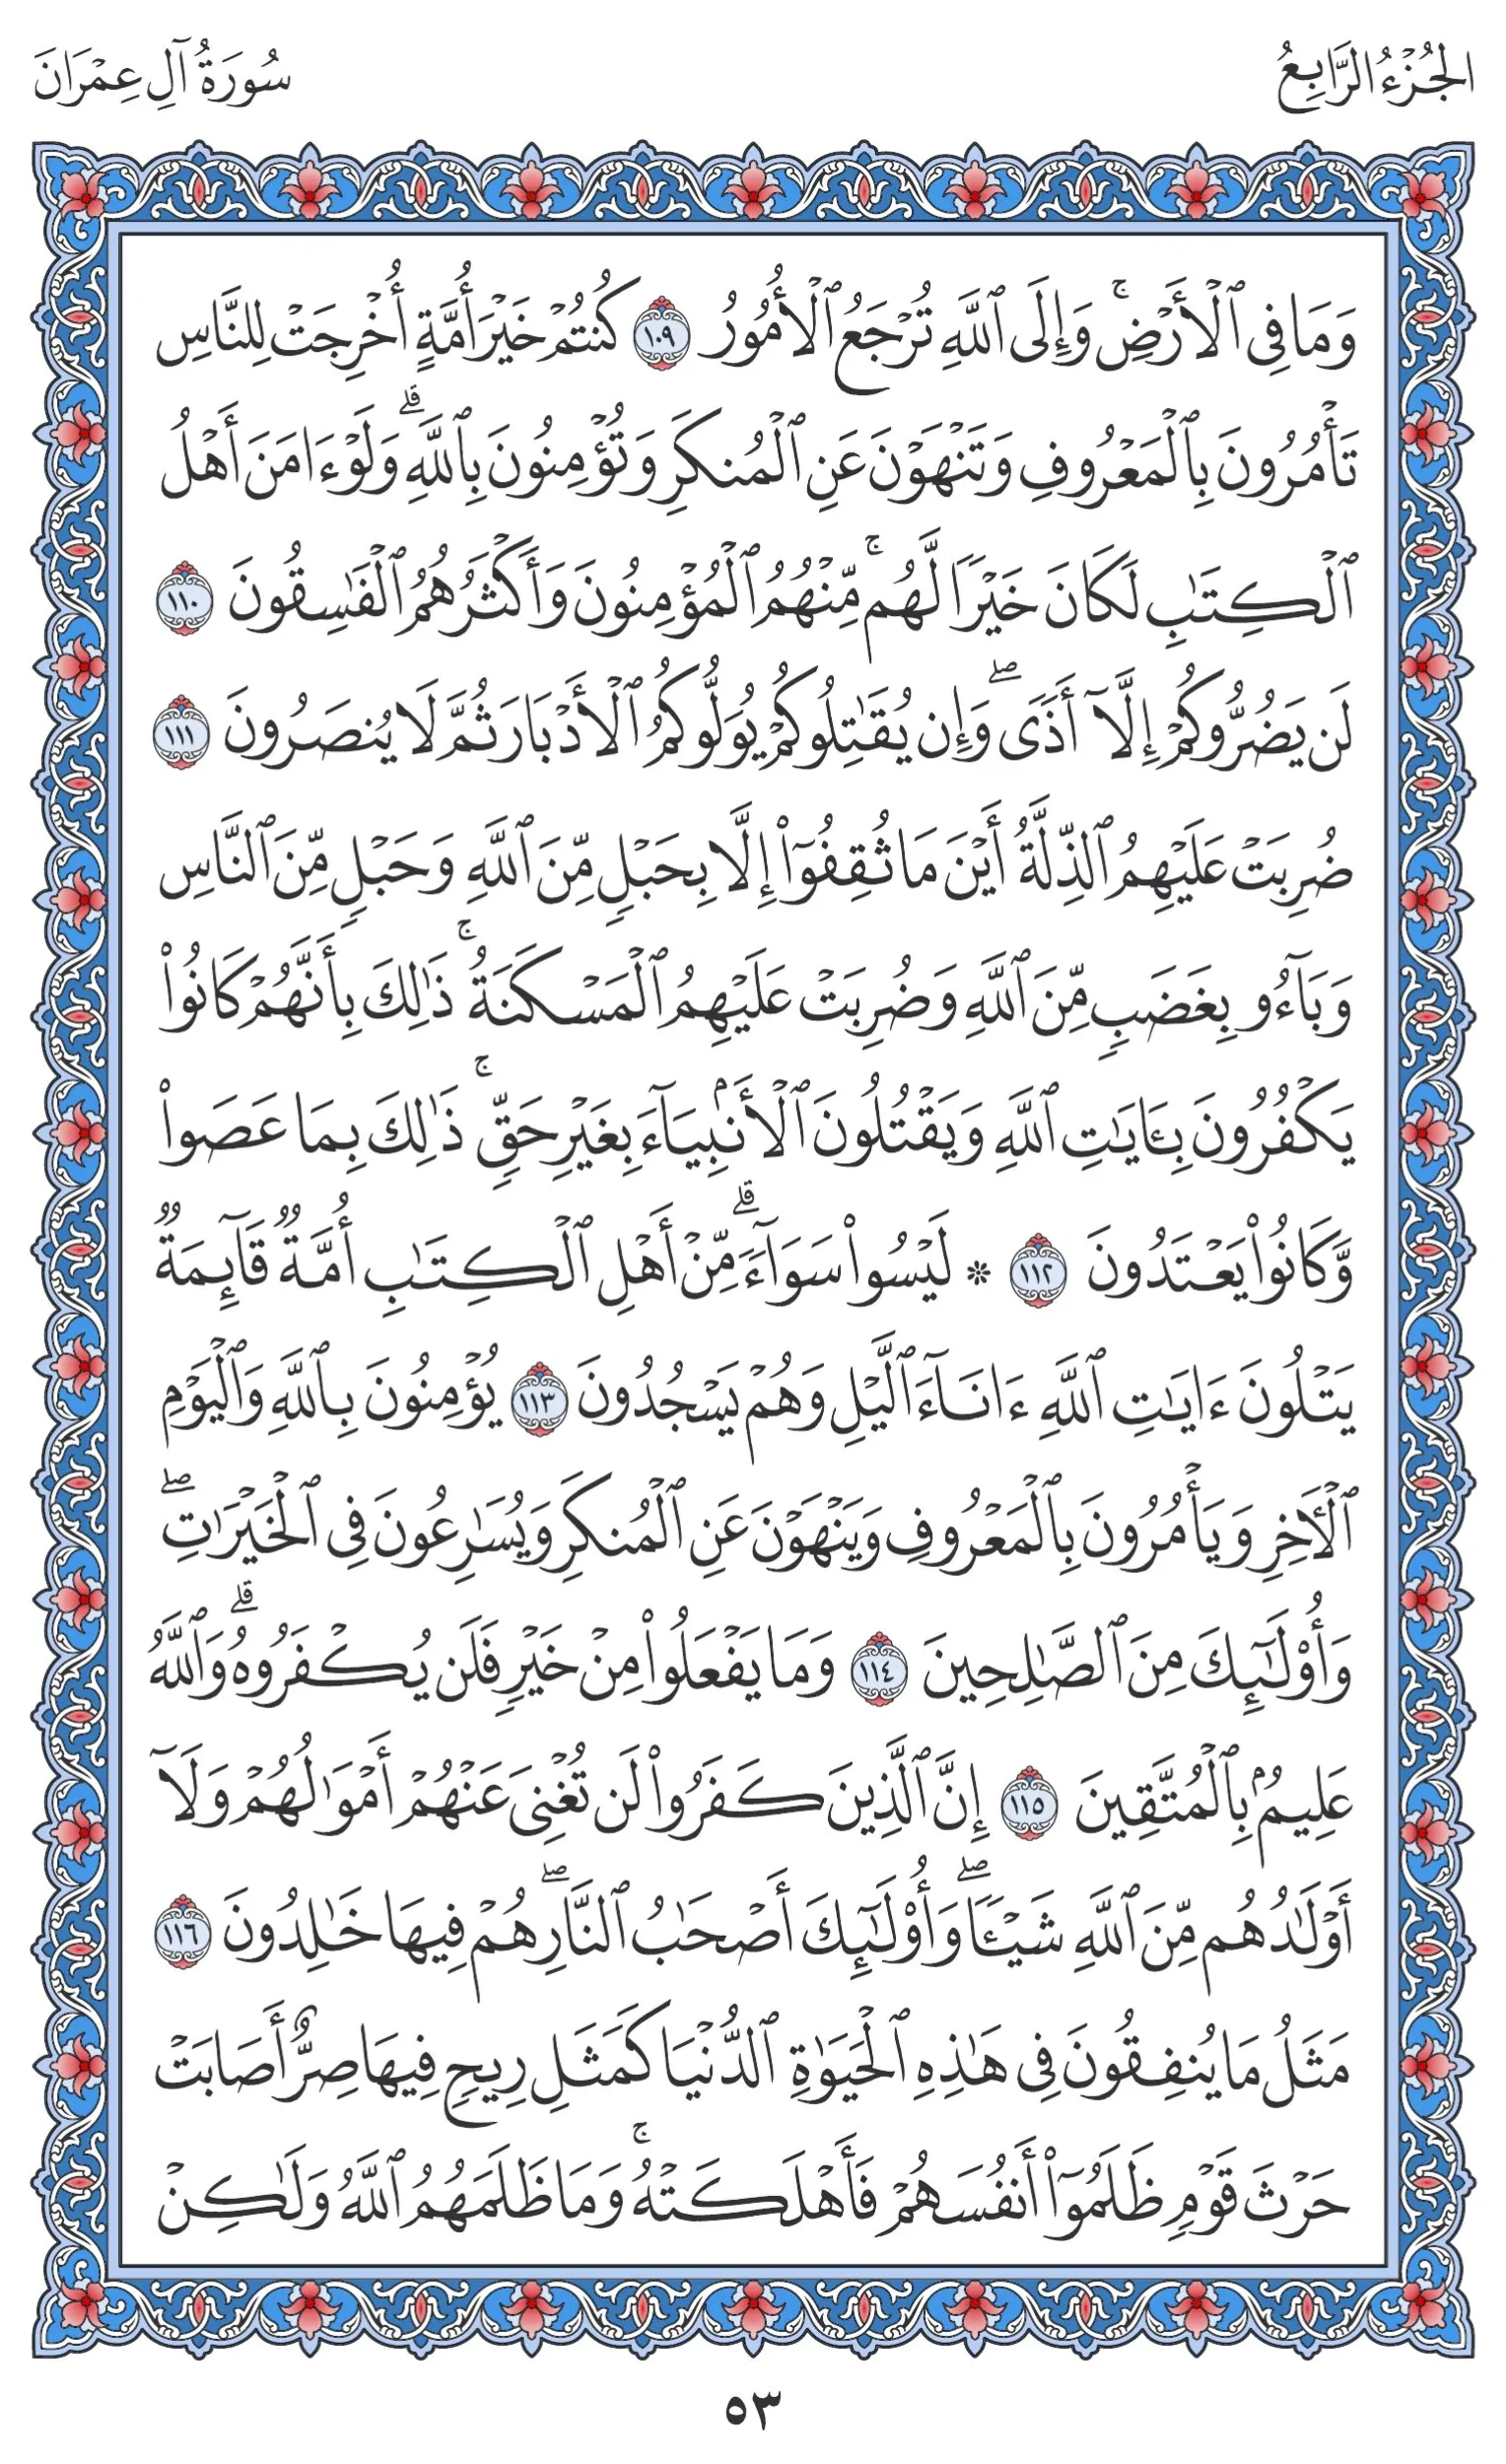 الجُزْءُ الرَّابِعُ
سُورَةُ آلِ عِمْرَانَ
وَمَا فِى ٱلْأَرْضِ ۚ وَإِلَى ٱللَّهِ تُرْجَعُ ٱلْأُمُورُ ١٠٩ كُنتُمْ خَيْرَ أُمَّةٍ أُخْرِجَتْ لِلنَّاسِ
تَأْمُرُونَ بِٱلْمَعْرُوفِ وَتَنْهَوْنَ عَنِ ٱلْمُنكَرِ وَتُؤْمِنُونَ بِٱللَّهِ ۗ وَلَوْ ءَامَنَ أَهْلُ
ٱلْكِتَٰبِ لَكَانَ خَيْرًا لَّهُم ۚ مِّنْهُمُ ٱلْمُؤْمِنُونَ وَأَكْثَرُهُمُ ٱلْفَٰسِقُونَ ١١٠
لَن يَضُرُّوكُمْ إِلَّآ أَذًى ۖ وَإِن يُقَٰتِلُوكُمْ يُوَلُّوكُمُ ٱلْأَدْبَارَ ثُمَّ لَا يُنصَرُونَ ١١١
ضُرِبَتْ عَلَيْهِمُ ٱلذِّلَّةُ أَيْنَ مَا ثُقِفُوٓا۟ إِلَّا بِحَبْلٍ مِّنَ ٱللَّهِ وَحَبْلٍ مِّنَ ٱلنَّاسِ
وَبَآءُو بِغَضَبٍ مِّنَ ٱللَّهِ وَضُرِبَتْ عَلَيْهِمُ ٱلْمَسْكَنَةُ ۚ ذَٰلِكَ بِأَنَّهُمْ كَانُوا۟
يَكْفُرُونَ بِـَٔايَٰتِ ٱللَّهِ وَيَقْتُلُونَ ٱلْأَنۢبِيَآءَ بِغَيْرِ حَقٍّ ۚ ذَٰلِكَ بِمَا عَصَوا۟
وَّكَانُوا۟ يَعْتَدُونَ ١١٢ ۞ لَيْسُوا۟ سَوَآءً ۗ مِّنْ أَهْلِ ٱلْكِتَٰبِ أُمَّةٌ قَآئِمَةٌ
يَتْلُونَ ءَايَٰتِ ٱللَّهِ ءَانَآءَ ٱلَّيْلِ وَهُمْ يَسْجُدُونَ ١١٣ يُؤْمِنُونَ بِٱللَّهِ وَٱلْيَوْمِ
ٱلْـَٔاخِرِ وَيَأْمُرُونَ بِٱلْمَعْرُوفِ وَيَنْهَوْنَ عَنِ ٱلْمُنكَرِ وَيُسَٰرِعُونَ فِى ٱلْخَيْرَٰتِ ۖ
وَأُو۟لَٰٓئِكَ مِنَ ٱلصَّٰلِحِينَ ١١٤ وَمَا يَفْعَلُوا۟ مِنْ خَيْرٍ فَلَن يُكْفَرُوهُ ۗ وَٱللَّهُ
عَلِيمٌۢ بِٱلْمُتَّقِينَ ١١٥ إِنَّ ٱلَّذِينَ كَفَرُوا۟ لَن تُغْنِىَ عَنْهُمْ أَمْوَٰلُهُمْ وَلَآ
أَوْلَٰدُهُم مِّنَ ٱللَّهِ شَيْـًٔا ۖ وَأُو۟لَٰٓئِكَ أَصْحَٰبُ ٱلنَّارِ ۖ هُمْ فِيهَا خَٰلِدُونَ ١١٦
مَثَلُ مَا يُنفِقُونَ فِى هَٰذِهِ ٱلْحَيَوٰةِ ٱلدُّنْيَا كَمَثَلِ رِيحٍ فِيهَا صِرٌّ أَصَابَتْ
حَرْثَ قَوْمٍ ظَلَمُوٓا۟ أَنفُسَهُمْ فَأَهْلَكَتْهُ ۚ وَمَا ظَلَمَهُمُ ٱللَّهُ وَلَٰكِنْ
٥٣